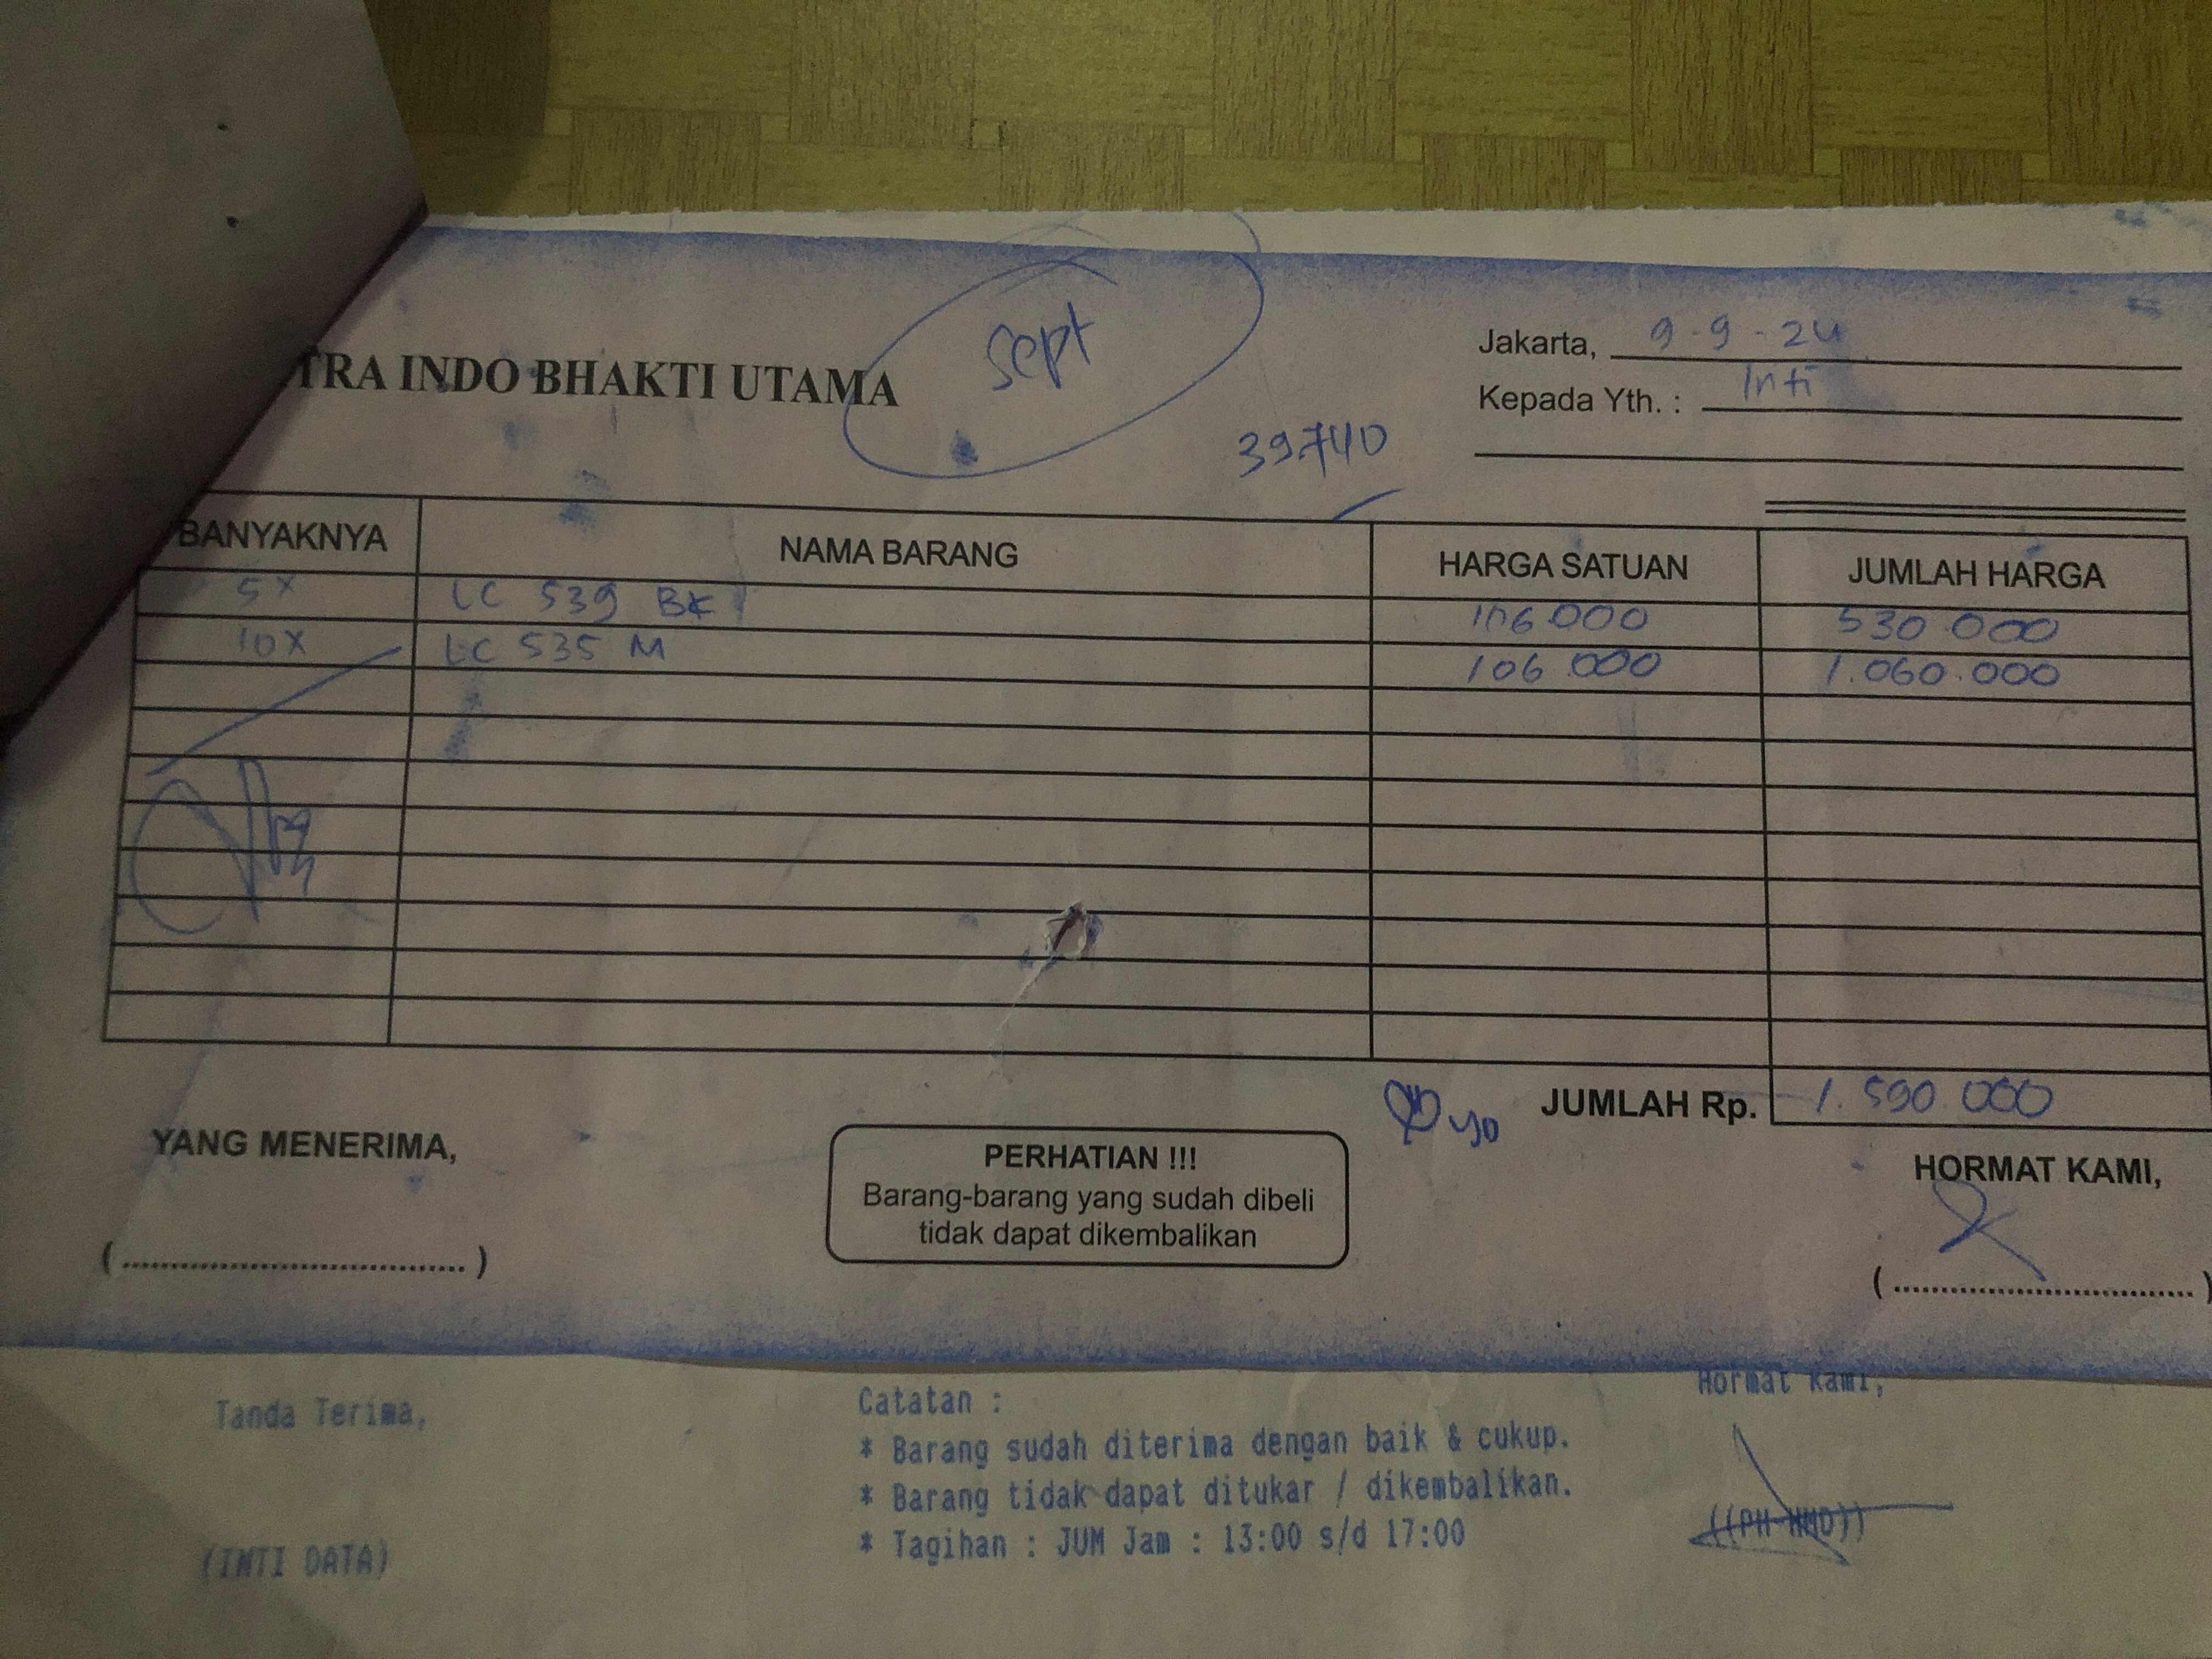 TRA INDO BHAKTI UTAMA
Sept
Jakarta, 9-9-24
Kepada Yth. : Inti
39.740
BANYAKNYA NAMA BARANG HARGA SATUAN JUMLAH HARGA
5x LC 539 BK 106.000 530.000
10x LC 535 M 106.000 1.060.000
JUMLAH Rp. 1.590.000
YANG MENERIMA,
PERHATIAN !!!
Barang-barang yang sudah dibeli
tidak dapat dikembalikan
HORMAT KAMI,
(..............................)
(..............................)
Tanda Terima,
(INTI DATA)
Catatan :
* Barang sudah diterima dengan baik & cukup.
* Barang tidak dapat ditukar / dikembalikan.
* Tagihan : JUM Jam : 13:00 s/d 17:00
Hormat Kami,